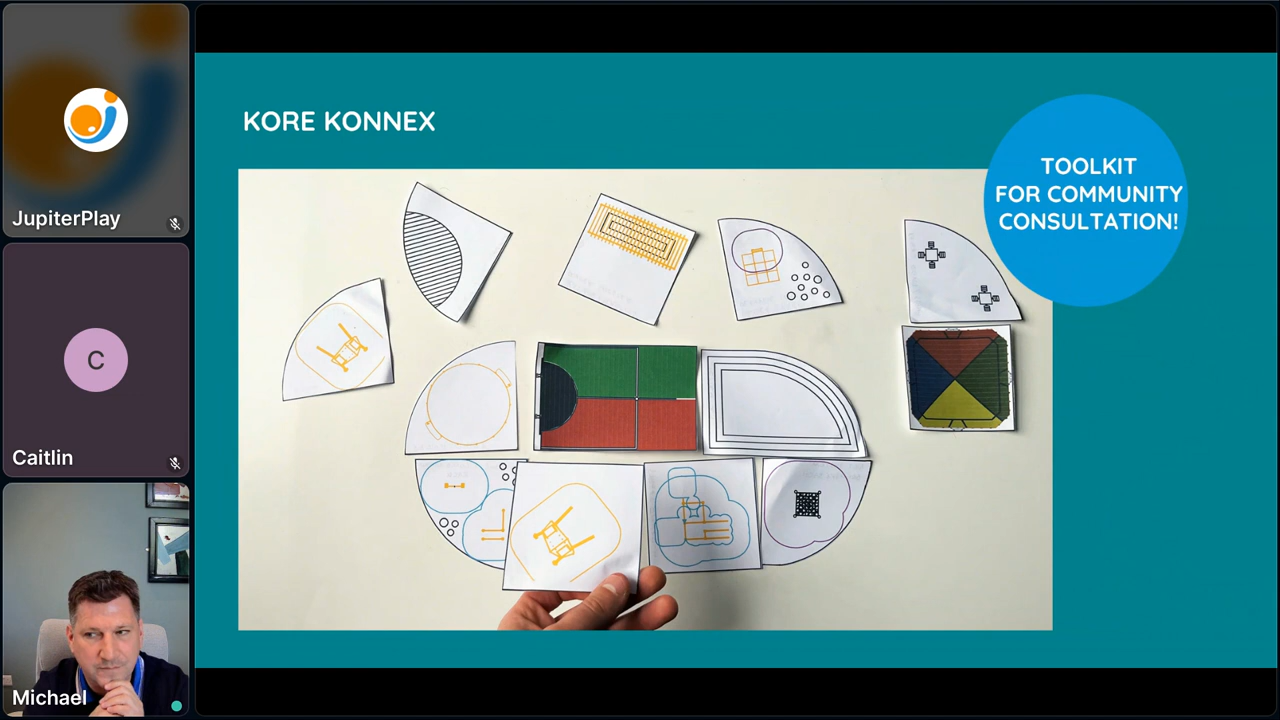 KORE KONNEX
TOOLKIT
FOR COMMUNITY
CONSULTATION!
JupiterPlay
C
Caitlin
Michael